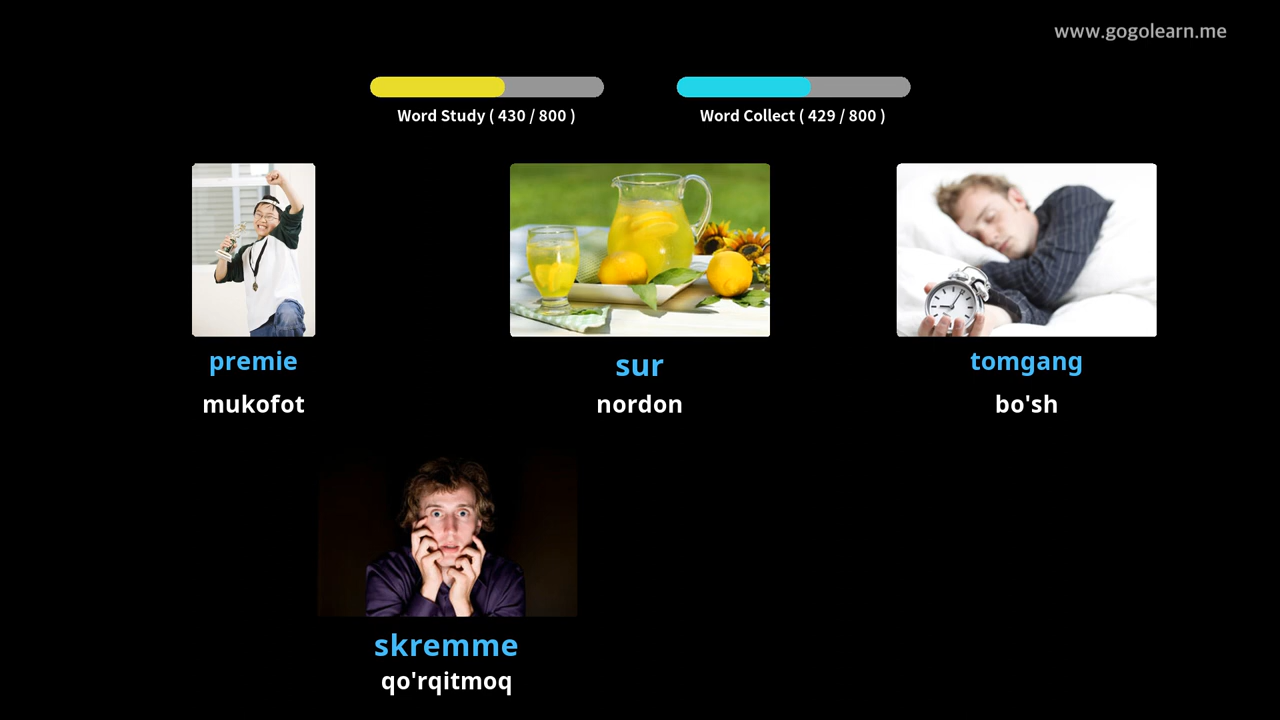 www.gogolearn.me
Word Study ( 430 / 800 )
Word Collect ( 429 / 800 )
premie
mukofot
sur
nordon
tomgang
bo'sh
skremme
qo'rqitmoq